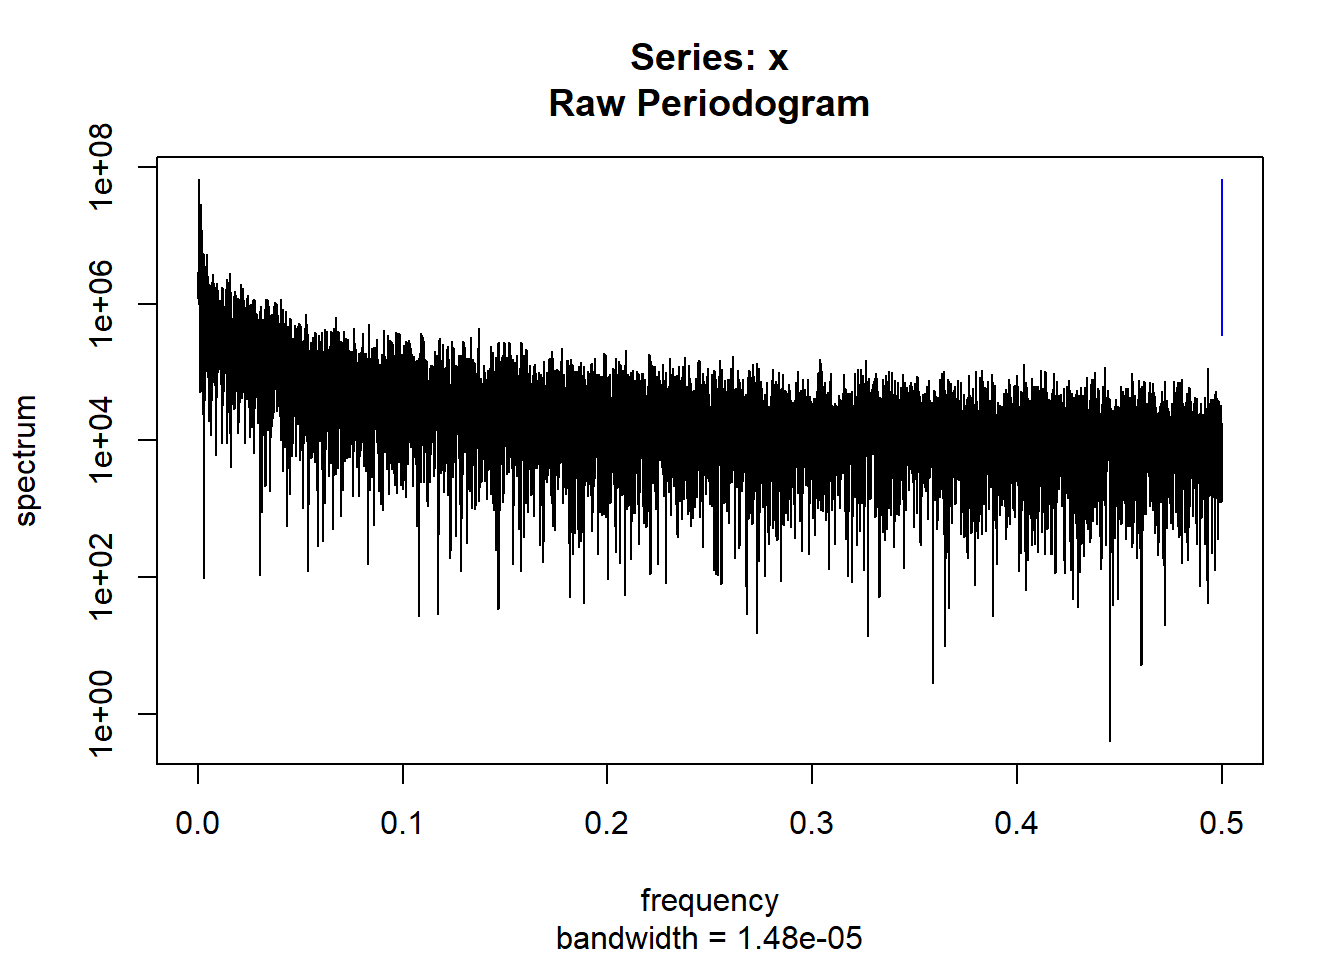 Series: x
Raw Periodogram
1e+08
1e+06
1e+04
1e+02
1e+00
spectrum
0.0 0.1 0.2 0.3 0.4 0.5
frequency
bandwidth = 1.48e-05